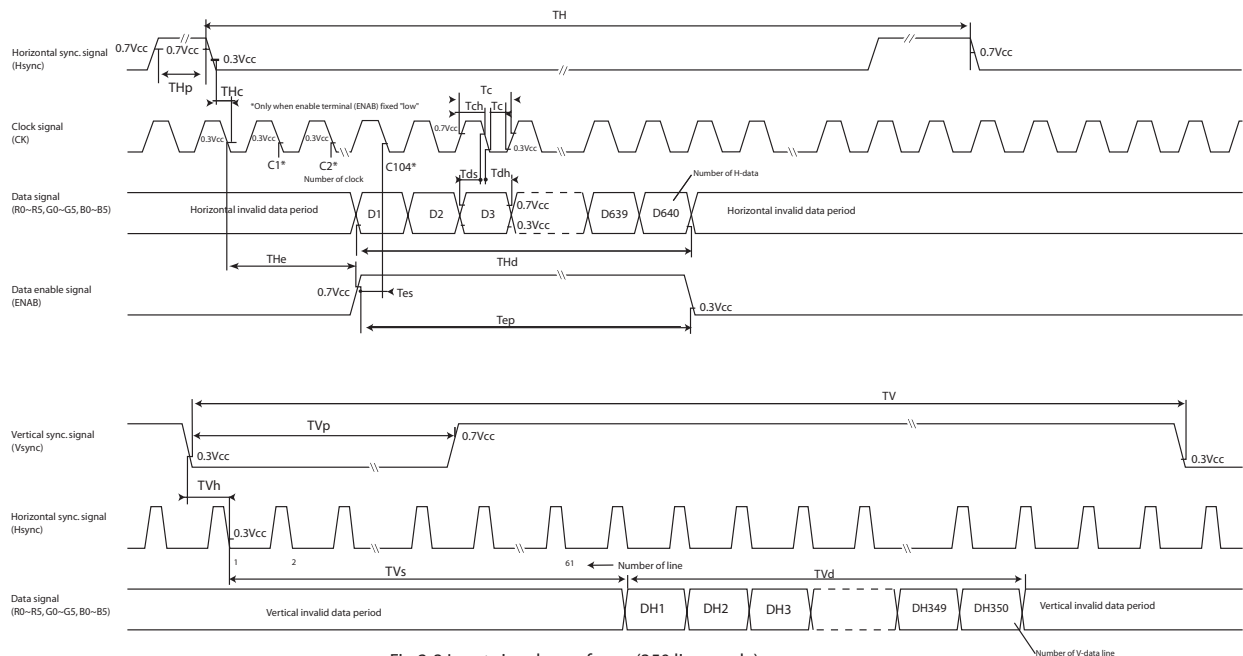 TH
Horizontal sync. signal
(Hsync)
0.7Vcc
0.7Vcc
0.3Vcc
0.7Vcc
THp
THc
*Only when enable terminal (ENAB) fixed "low"
Tc
Tch
Tc
Clock signal
(CK)
0.3Vcc
0.3Vcc
0.3Vcc
0.7Vcc
0.3Vcc
C1*
C2*
C104*
Number of clock
Tds
Tdh
Number of H-data
Data signal
(R0~R5, G0~G5, B0~B5)
Horizontal invalid data period
D1
D2
D3
0.7Vcc
0.3Vcc
D639
D640
Horizontal invalid data period
THe
THd
Data enable signal
(ENAB)
0.7Vcc
Tes
0.3Vcc
Tep
TV
Vertical sync. signal
(Vsync)
TVp
0.7Vcc
0.3Vcc
0.3Vcc
TVh
Horizontal sync. signal
(Hsync)
0.3Vcc
1
2
61
Number of line
TVs
TVd
Data signal
(R0~R5, G0~G5, B0~B5)
Vertical invalid data period
DH1
DH2
DH3
DH349
DH350
Vertical invalid data period
Number of V-data line